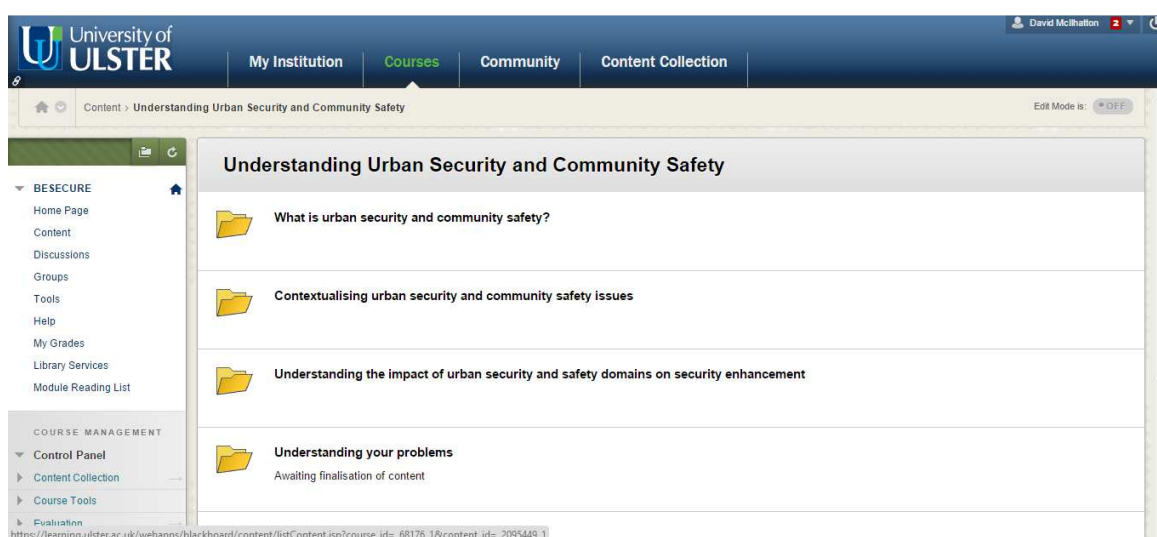 University of
ULSTER
David McIlhatton 2
My Institution Courses Community Content Collection
Content > Understanding Urban Security and Community Safety
Edit Mode is: OFF
BESECURE
Home Page
Content
Discussions
Groups
Tools
Help
My Grades
Library Services
Module Reading List
COURSE MANAGEMENT
Control Panel
Content Collection
Course Tools
Evaluation
Understanding Urban Security and Community Safety
What is urban security and community safety?
Contextualising urban security and community safety issues
Understanding the impact of urban security and safety domains on security enhancement
Understanding your problems
Awaiting finalisation of content
https://learning.ulster.ac.uk/webapps/blackboard/content/listContent.jsp?course_id=_68176_1&content_id=_2095449_1